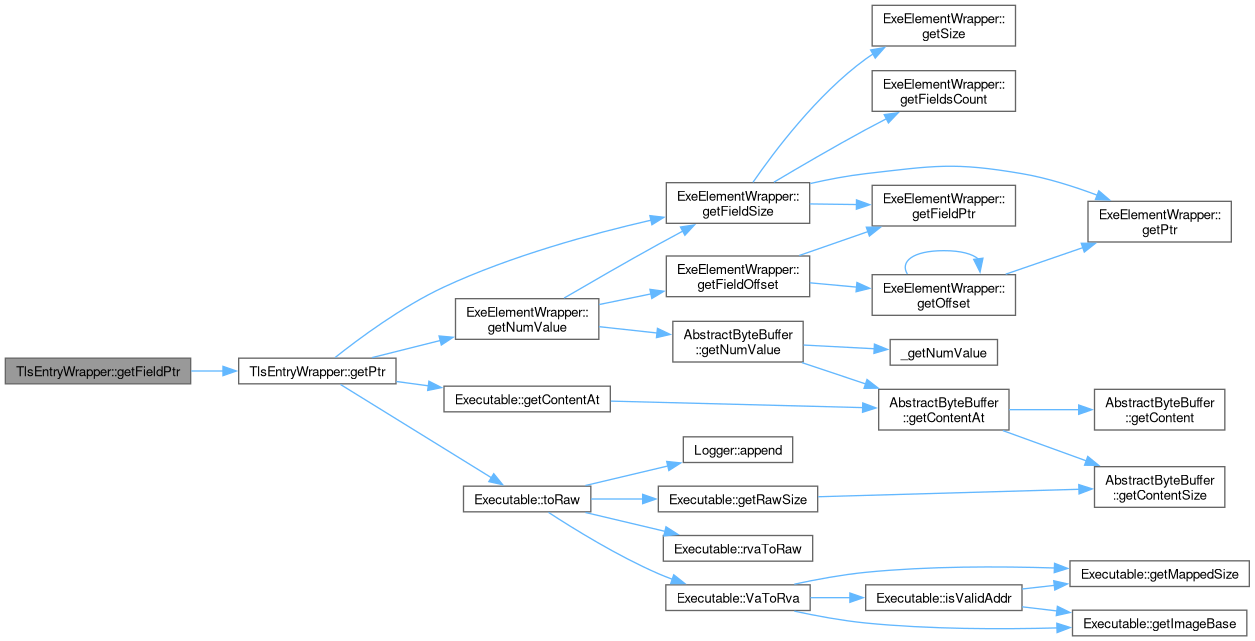 ExeElementWrapper::
getSize
ExeElementWrapper::
getFieldsCount
ExeElementWrapper::
getFieldSize
ExeElementWrapper::
getFieldPtr
ExeElementWrapper::
getPtr
ExeElementWrapper::
getFieldOffset
ExeElementWrapper::
getOffset
ExeElementWrapper::
getNumValue
AbstractByteBuffer
::getNumValue
_getNumValue
TlsEntryWrapper::getFieldPtr
TlsEntryWrapper::getPtr
Executable::getContentAt
AbstractByteBuffer
::getContentAt
AbstractByteBuffer
::getContent
Logger::append
AbstractByteBuffer
::getContentSize
Executable::toRaw
Executable::getRawSize
Executable::rvaToRaw
Executable::getMappedSize
Executable::VaToRva
Executable::isValidAddr
Executable::getImageBase